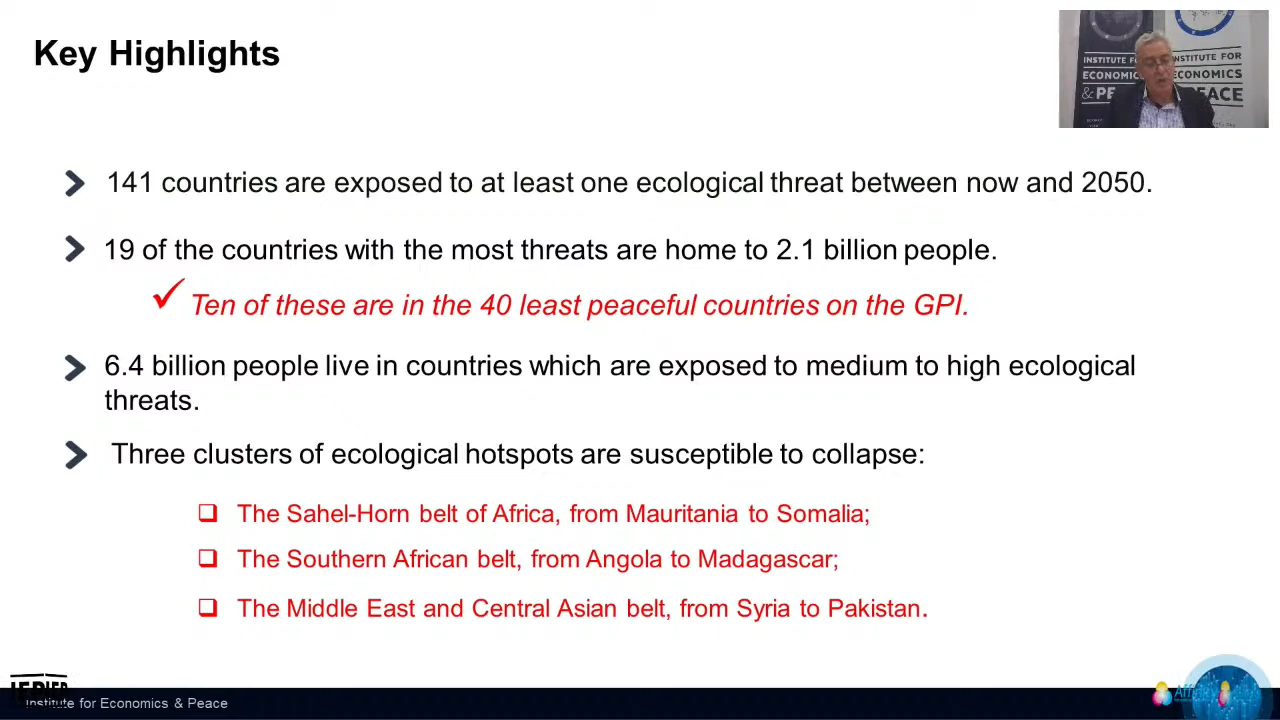 Key Highlights
INSTITUTE FOR
ECONOMICS
& PE
INSTITUTE FOR
ECONOMICS
PEACE
141 countries are exposed to at least one ecological threat between now and 2050.
19 of the countries with the most threats are home to 2.1 billion people.
Ten of these are in the 40 least peaceful countries on the GPI.
6.4 billion people live in countries which are exposed to medium to high ecological
threats.
Three clusters of ecological hotspots are susceptible to collapse:
The Sahel-Horn belt of Africa, from Mauritania to Somalia;
The Southern African belt, from Angola to Madagascar;
The Middle East and Central Asian belt, from Syria to Pakistan.
Institute for Economics & Peace